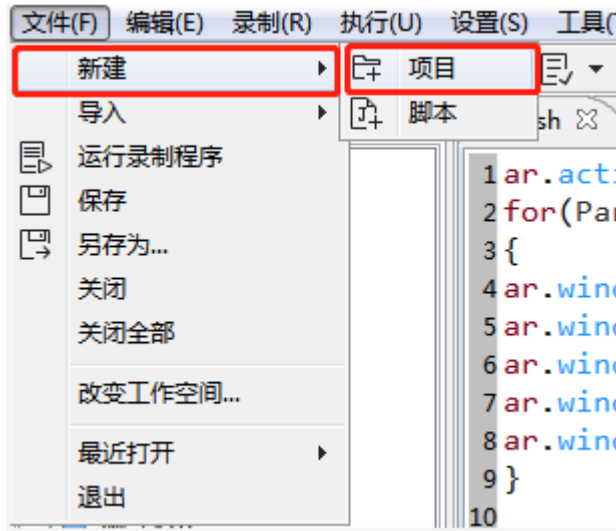 文件(F) 编辑(E) 录制(R) 执行(U) 设置(S) 工具(
新建 项目
导入 脚本 sh
运行录制程序
保存
另存为...
关闭
关闭全部
改变工作空间...
最近打开
退出
1 ar.acti
2 for(Par
3 {
4 ar.wind
5 ar.wind
6 ar.wind
7 ar.wind
8 ar.wind
9 }
10